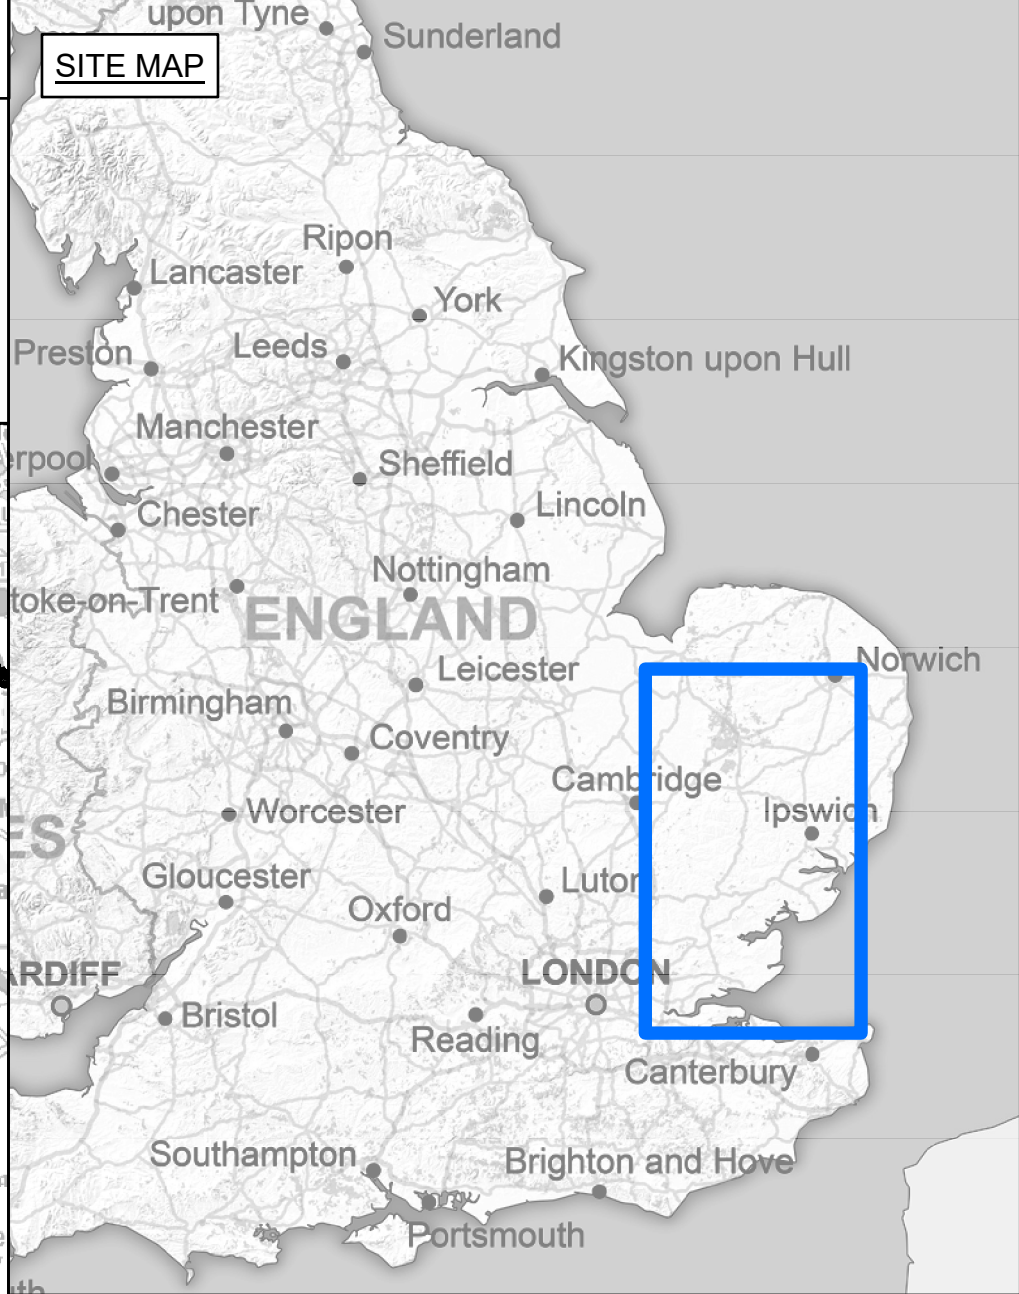 upon Tyne
Sunderland
SITE MAP
Ripon
Lancaster
York
Preston
Leeds
Kingston upon Hull
Manchester
erpool
Sheffield
Lincoln
Chester
Nottingham
toke-on-Trent
ENGLAND
Norwich
Leicester
Birmingham
Coventry
Cambridge
Ipswich
Worcester
ES
Gloucester
Luton
Oxford
ARDIFF
LONDON
Bristol
Reading
Canterbury
Southampton
Brighton and Hove
Portsmouth
uth